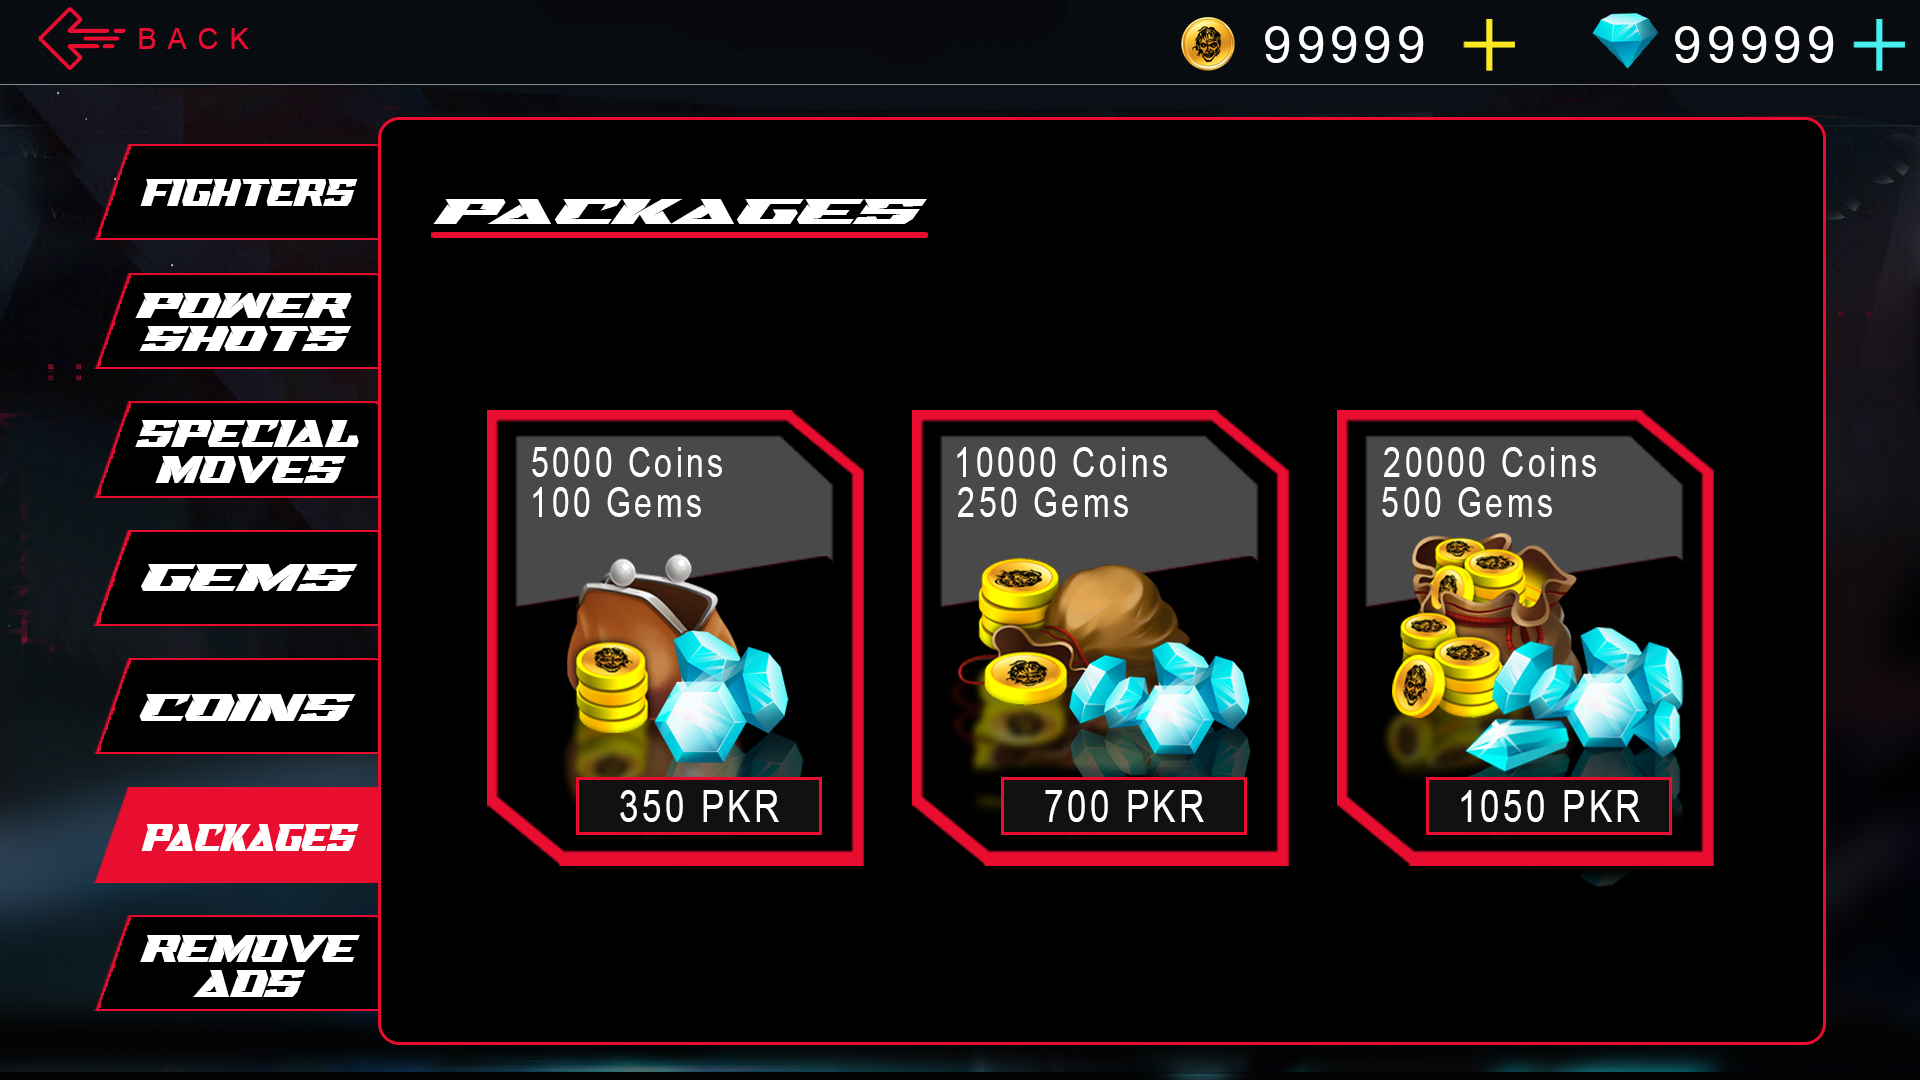 BACK
99999
99999
FIGHTERS
POWER
SHOTS
SPECIAL
MOVES
GEMS
COINS
PACKAGES
REMOVE
ADS
PACKAGES
5000 Coins
100 Gems
350 PKR
10000 Coins
250 Gems
700 PKR
20000 Coins
500 Gems
1050 PKR